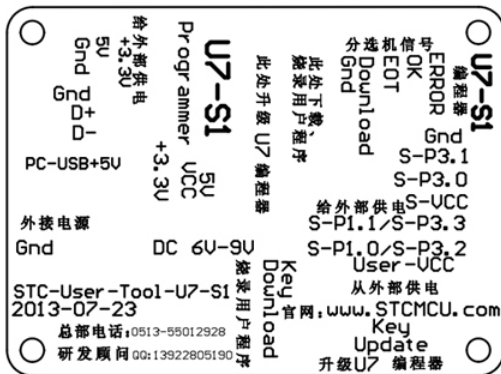 给外部供电
+3.3V
5V
Gnd
Gnd
D+
D-
PC-USB+5V
外接电源
Gnd
DC 6V-9V
U7-S1
Programmer
5V
VCC
+3.3V
此处升级U7编程器
此处下载、
烧录用户程序
分选机信号
ERROR
OK
EOT
Download
Gnd
U7-S1
编程器
Gnd
S-P3.1
S-P3.0
S-VCC
给外部供电
S-P1.1/S-P3.3
S-P1.0/S-P3.2
User-VCC
从外部供电
Key
Download
烧录用户程序
STC-User-Tool-U7-S1
2013-07-23
总部电话:0513-55012928
研发顾问QQ:13922805190
官网:www.STCMCU.com
Key
Update
升级U7 编程器